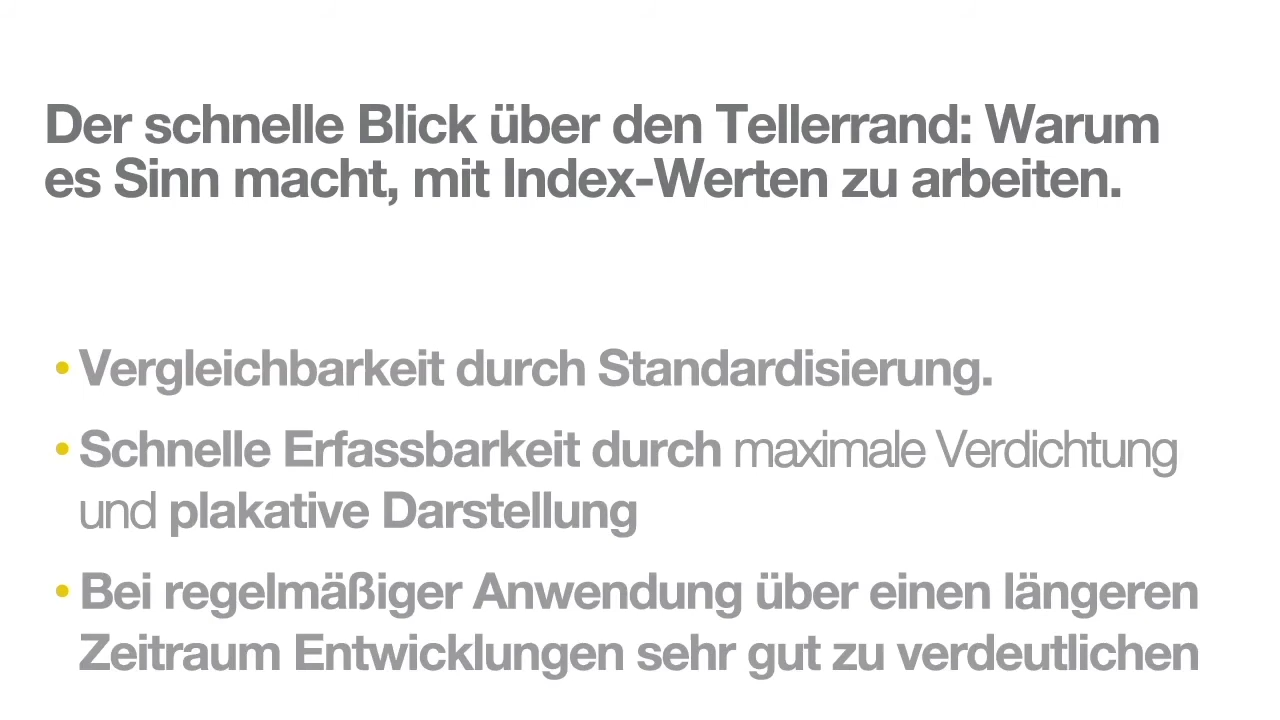 Der schnelle Blick über den Tellerrand: Warum
es Sinn macht, mit Index-Werten zu arbeiten.
• Vergleichbarkeit durch Standardisierung.
• Schnelle Erfassbarkeit durch maximale Verdichtung
und plakative Darstellung
• Bei regelmäßiger Anwendung über einen längeren
Zeitraum Entwicklungen sehr gut zu verdeutlichen